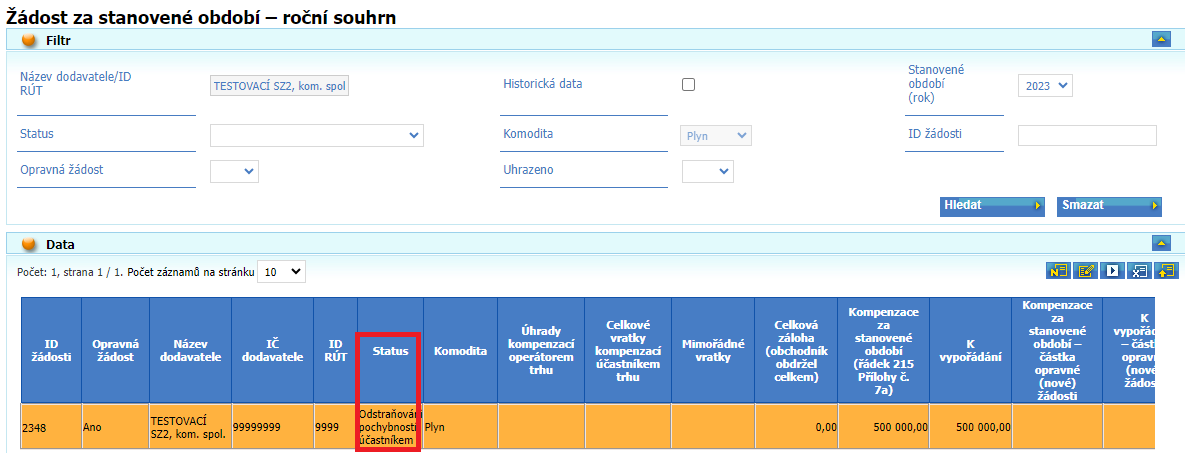 Žádost za stanovené období – roční souhrn
Filtr
Název dodavatele/ID
RÚT
TESTOVACÍ SZ2, kom. spol
Historická data
Stanovené
období
(rok)
2023
Status
Komodita
Plyn
ID žádosti
Opravná žádost
Uhrazeno
Hledat
Smazat
Data
Počet: 1, strana 1 / 1. Počet záznamů na stránku 10
ID
žádosti
Opravná
žádost
Název
dodavatele
IČ
dodavatele
ID
RÚT
Status
Komodita
Úhrady
kompenzací
operátorem
trhu
Celkové
vratky
kompenzací
účastníkem
trhu
Mimořádné
vratky
Celková
záloha
(obchodník
obdržel
celkem)
Kompenzace
za
stanovené
období
(řádek 215
Přílohy č.
7a)
K
vypořádání
Kompenzace
za
stanovené
období –
částka
opravné
(nové)
žádosti
K
vypořád
– část
opravn
(nové
žádos
2348
Ano
TESTOVACÍ
SZ2, kom. spol.
99999999
9999
Odstraňování
pochybností
účastníkem
Plyn
0,00
500 000,00
500 000,00